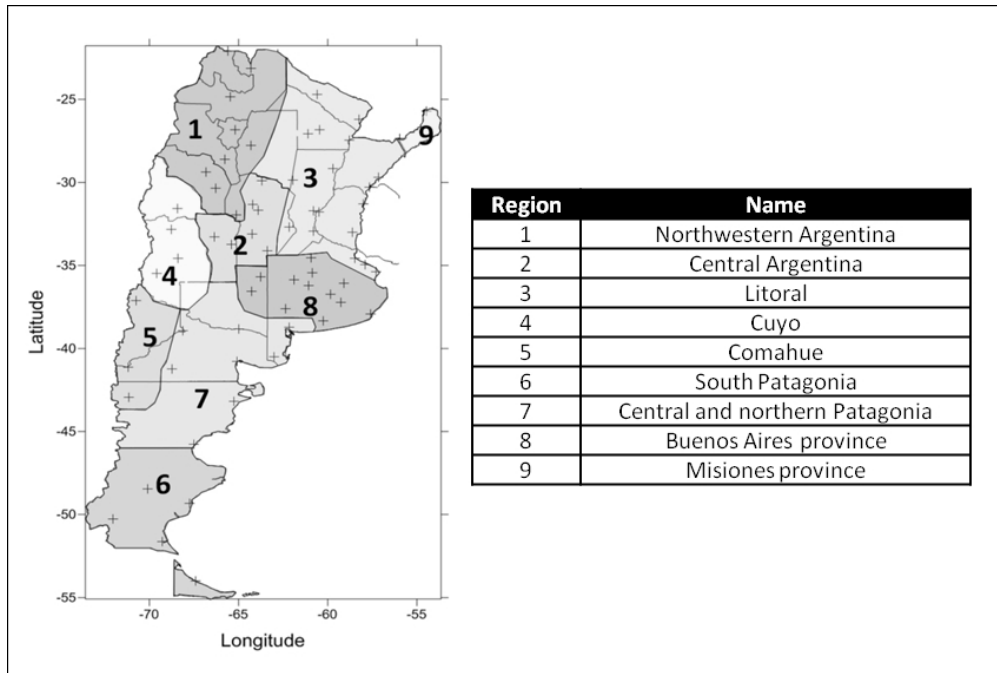 -25
-30
-35
-40
-45
-50
-55
Latitude
-70 -65 -60 -55
Longitude
1
9
3
2
4
8
5
7
6
Region Name
1 Northwestern Argentina
2 Central Argentina
3 Litoral
4 Cuyo
5 Comahue
6 South Patagonia
7 Central and northern Patagonia
8 Buenos Aires province
9 Misiones province